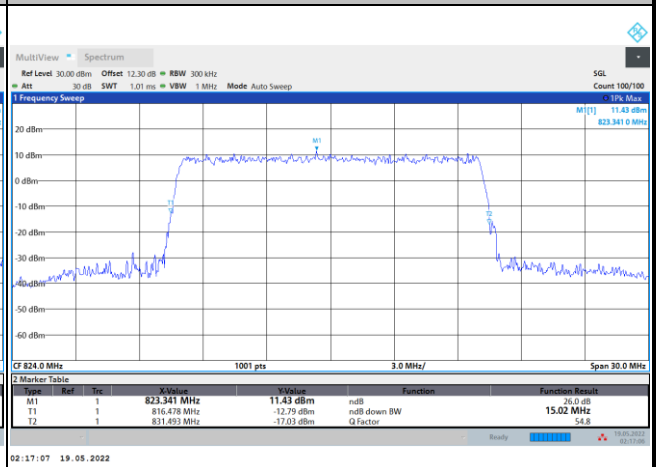 MultiView Spectrum
Ref Level 30.00 dBm Offset 12.30 dB RBW 300 kHz SGL
Att 30 dB SWT 1.01 ms VBW 1 MHz Mode Auto Sweep Count 100/100
1 Frequency Sweep 1Pk Max
M1[1] 11.43 dBm
823.341 0 MHz
M1
20 dBm
10 dBm
0 dBm
T1
-10 dBm
T2
-20 dBm
-30 dBm
-40 dBm
-50 dBm
-60 dBm
CF 824.0 MHz 1001 pts 3.0 MHz/ Span 30.0 MHz
2 Marker Table
Type Ref Trc X-Value Y-Value Function Function Result
M1 1 823.341 MHz 11.43 dBm ndB 26.0 dB
T1 1 816.478 MHz -12.79 dBm ndB down BW 15.02 MHz
T2 1 831.493 MHz -17.03 dBm Q Factor 54.8
Ready 19.05.2022
02:17:06
02:17:07 19.05.2022